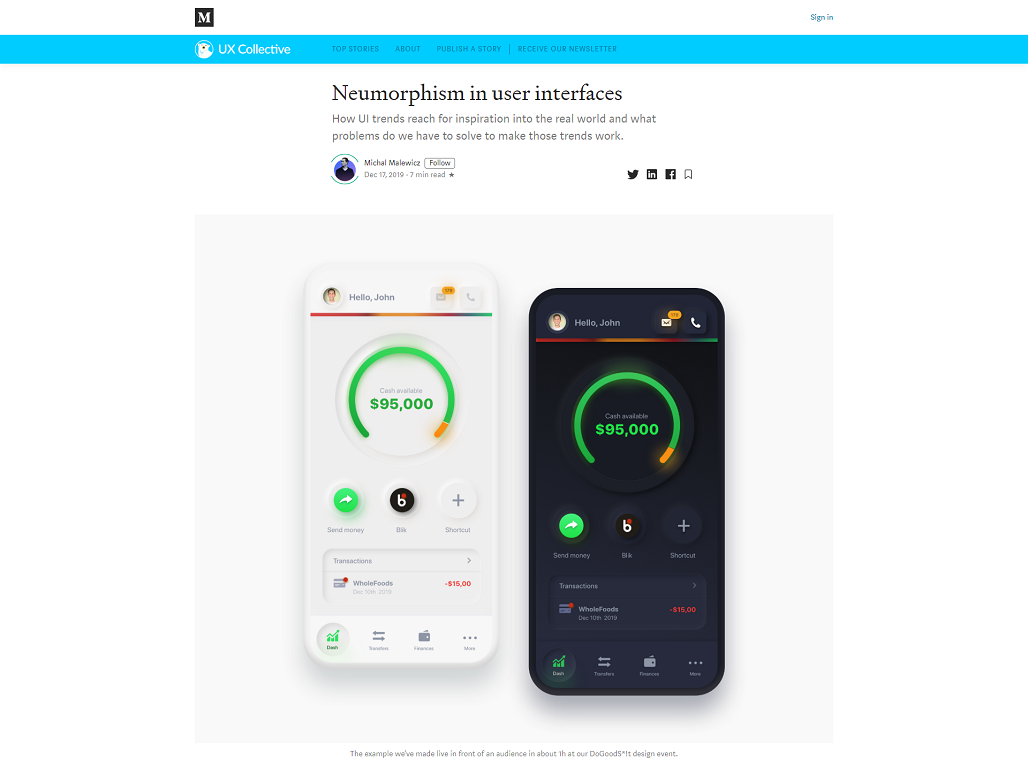 M
Sign in
UX Collective
TOP STORIES ABOUT PUBLISH A STORY RECEIVE OUR NEWSLETTER
Neumorphism in user interfaces
How UI trends reach for inspiration into the real world and what
problems do we have to solve to make those trends work.
Michal Malewicz Follow
Dec 17, 2019 · 7 min read ★
Hello, John
Cash available
$95,000
Send money Blik Shortcut
Transactions
WholeFoods -$15,00
Dec 10th 2019
Dash Transfers Finances More
Hello, John
Cash available
$95,000
Send money Blik Shortcut
Transactions
WholeFoods -$15,00
Dec 10th 2019
Dash Transfers Finances More
The example we've made live in front of an audience in about 1h at our DoGoodS*!t design event.